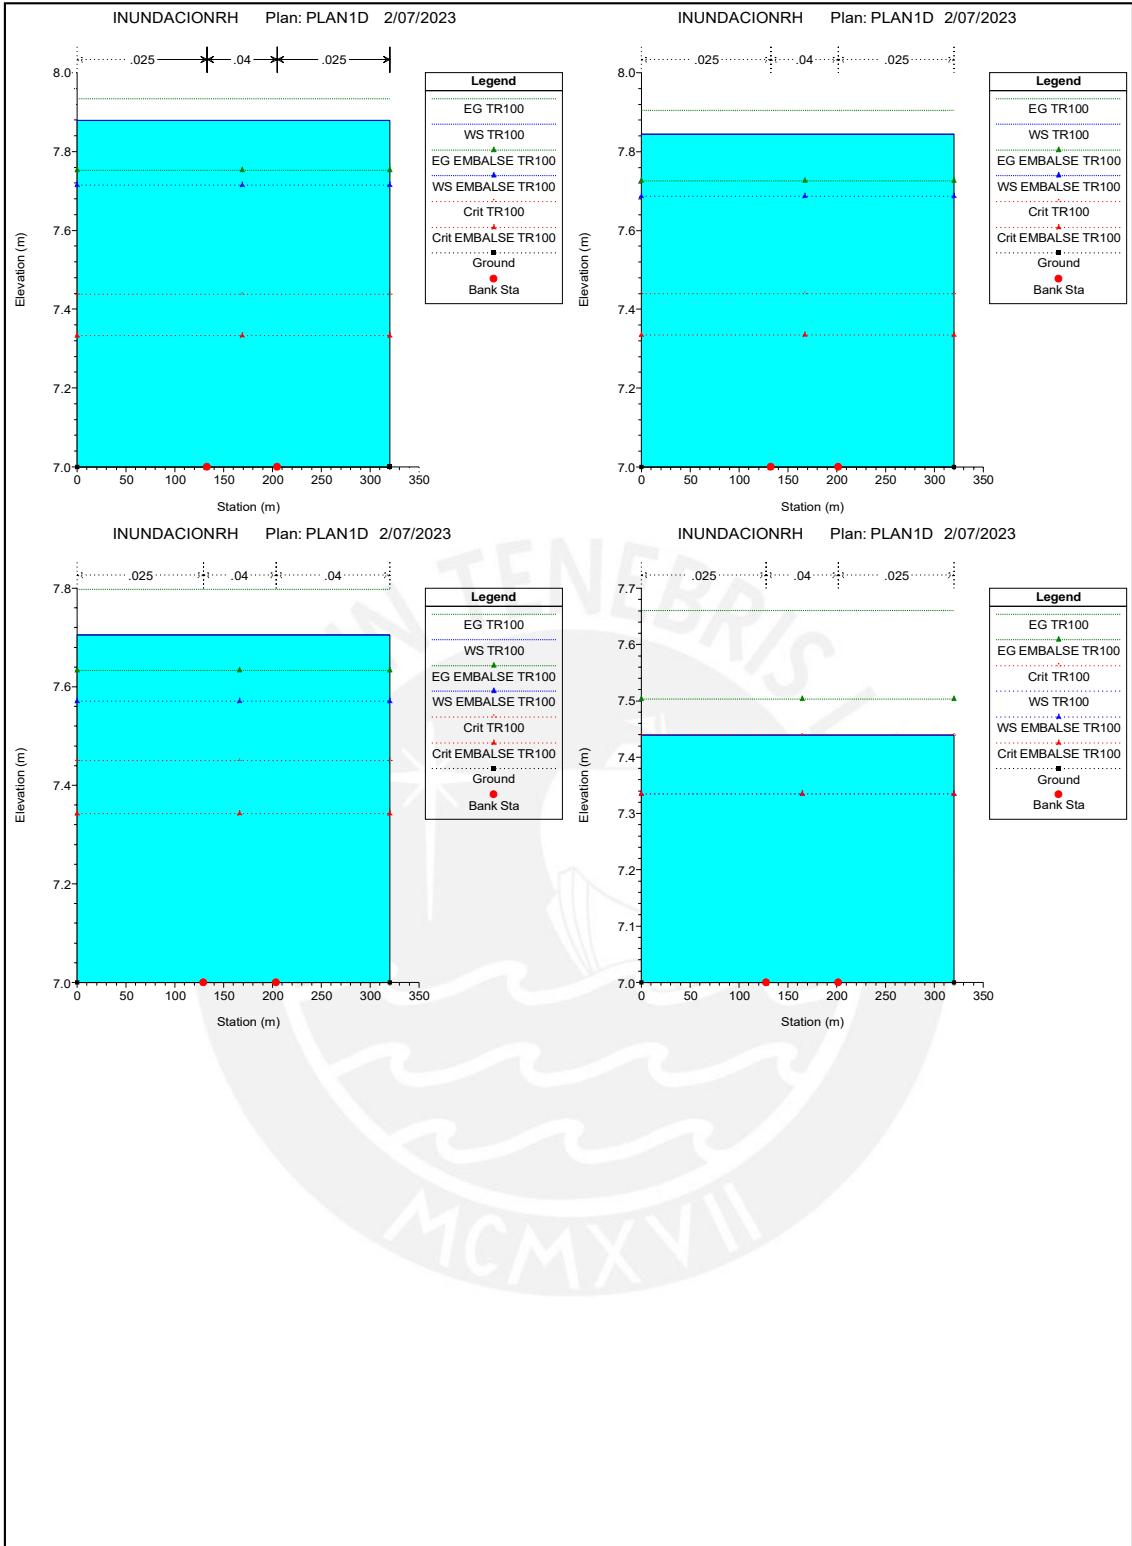 INUNDACIONRH Plan: PLAN1D 2/07/2023
.025 .04 .025
8.0
7.8
7.6
7.4
7.2
7.0
Elevation (m)
0 50 100 150 200 250 300 350
Station (m)
Legend
EG TR100
WS TR100
EG EMBALSE TR100
WS EMBALSE TR100
Crit TR100
Crit EMBALSE TR100
Ground
Bank Sta
INUNDACIONRH Plan: PLAN1D 2/07/2023
.025 .04 .025
8.0
7.8
7.6
7.4
7.2
7.0
Elevation (m)
0 50 100 150 200 250 300 350
Station (m)
Legend
EG TR100
WS TR100
EG EMBALSE TR100
WS EMBALSE TR100
Crit TR100
Crit EMBALSE TR100
Ground
Bank Sta
INUNDACIONRH Plan: PLAN1D 2/07/2023
.025 .04 .04
7.8
7.6
7.4
7.2
7.0
Elevation (m)
0 50 100 150 200 250 300 350
Station (m)
Legend
EG TR100
WS TR100
EG EMBALSE TR100
WS EMBALSE TR100
Crit TR100
Crit EMBALSE TR100
Ground
Bank Sta
INUNDACIONRH Plan: PLAN1D 2/07/2023
.025 .04 .025
7.7
7.6
7.5
7.4
7.3
7.2
7.1
7.0
Elevation (m)
0 50 100 150 200 250 300 350
Station (m)
Legend
EG TR100
EG EMBALSE TR100
Crit TR100
WS TR100
WS EMBALSE TR100
Crit EMBALSE TR100
Ground
Bank Sta
IN TENEBRIS
MCMXVII